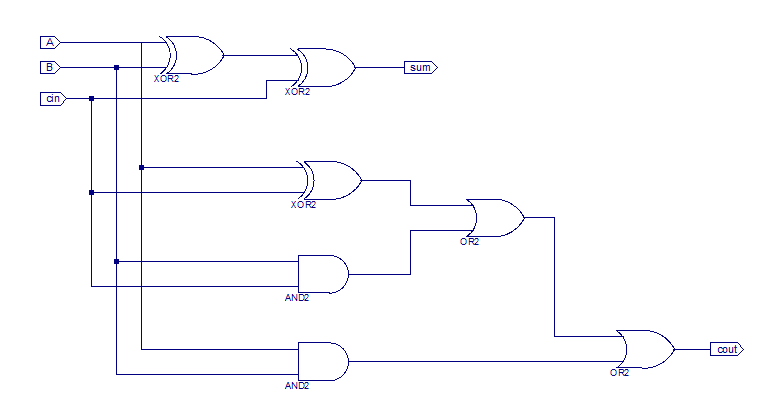 A
B
cin
XOR2
XOR2
sum
XOR2
OR2
AND2
AND2
OR2
cout